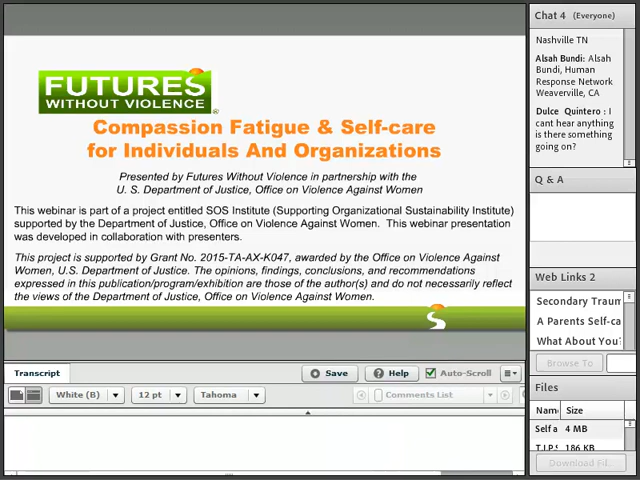 FUTURES
WITHOUT VIOLENCE
Compassion Fatigue & Self-care
for Individuals And Organizations
Presented by Futures Without Violence in partnership with the
U. S. Department of Justice, Office on Violence Against Women
This webinar is part of a project entitled SOS Institute (Supporting Organizational Sustainability Institute)
supported by the Department of Justice, Office on Violence Against Women. This webinar presentation
was developed in collaboration with presenters.
This project is supported by Grant No. 2015-TA-AX-K047, awarded by the Office on Violence Against
Women, U.S. Department of Justice. The opinions, findings, conclusions, and recommendations
expressed in this publication/program/exhibition are those of the author(s) and do not necessarily reflect
the views of the Department of Justice, Office on Violence Against Women.
Transcript
Save
Help
Auto-Scroll
White (B)
12 pt
Tahoma
Comments List
Chat 4 (Everyone)
Nashville TN
Alsah Bundi: Alsah
Bundi, Human
Response Network
Weaverville, CA
Dulce Quintero : I
cant hear anything
is there something
going on?
Q & A
Web Links 2
Secondary Traum
A Parents Self-ca
What About You?
Browse To
Files
Name Size
Self a 4 MB
T.I.P.S 186 KB
Download Fil